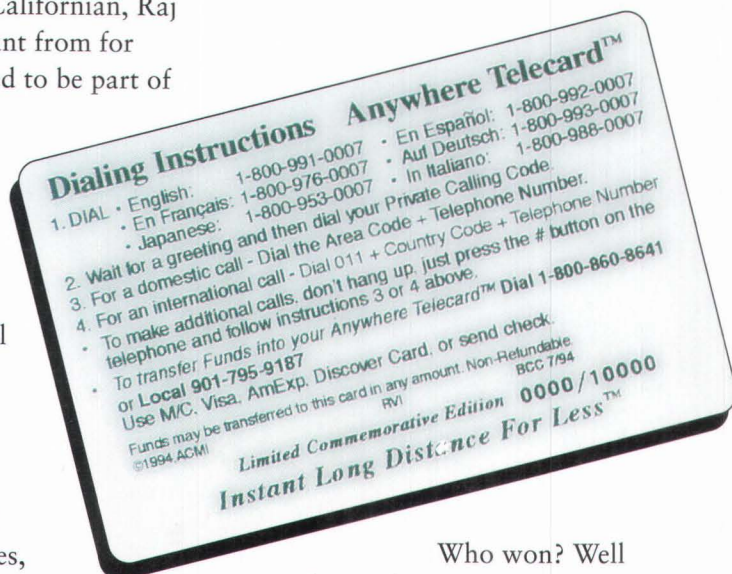 Californian, Raj
nt from for
d to be part of
Dialing Instructions Anywhere Telecard™
1. DIAL • English: 1-800-991-0007 • En Español: 1-800-992-0007
• En Français: 1-800-976-0007 • Auf Deutsch: 1-800-993-0007
• Japanese: 1-800-953-0007 • In Italiano: 1-800-988-0007
2. Wait for a greeting and then dial your Private Calling Code.
3. For a domestic call - Dial the Area Code + Telephone Number.
4. For an international call - Dial 011 + Country Code + Telephone Number
• To make additional calls, don't hang up, just press the # button on the
telephone and follow instructions 3 or 4 above.
• To transfer Funds into your Anywhere Telecard™ Dial 1-800-860-8641
or Local 901-795-9187
Use M/C, Visa, AmExp, Discover Card, or send check.
Funds may be transferred to this card in any amount. Non-Refundable.
©1994 ACMI RVI BCC 7/94
Limited Commemorative Edition 0000/10000
Instant Long Distance For Less™
l
es,
Who won? Well